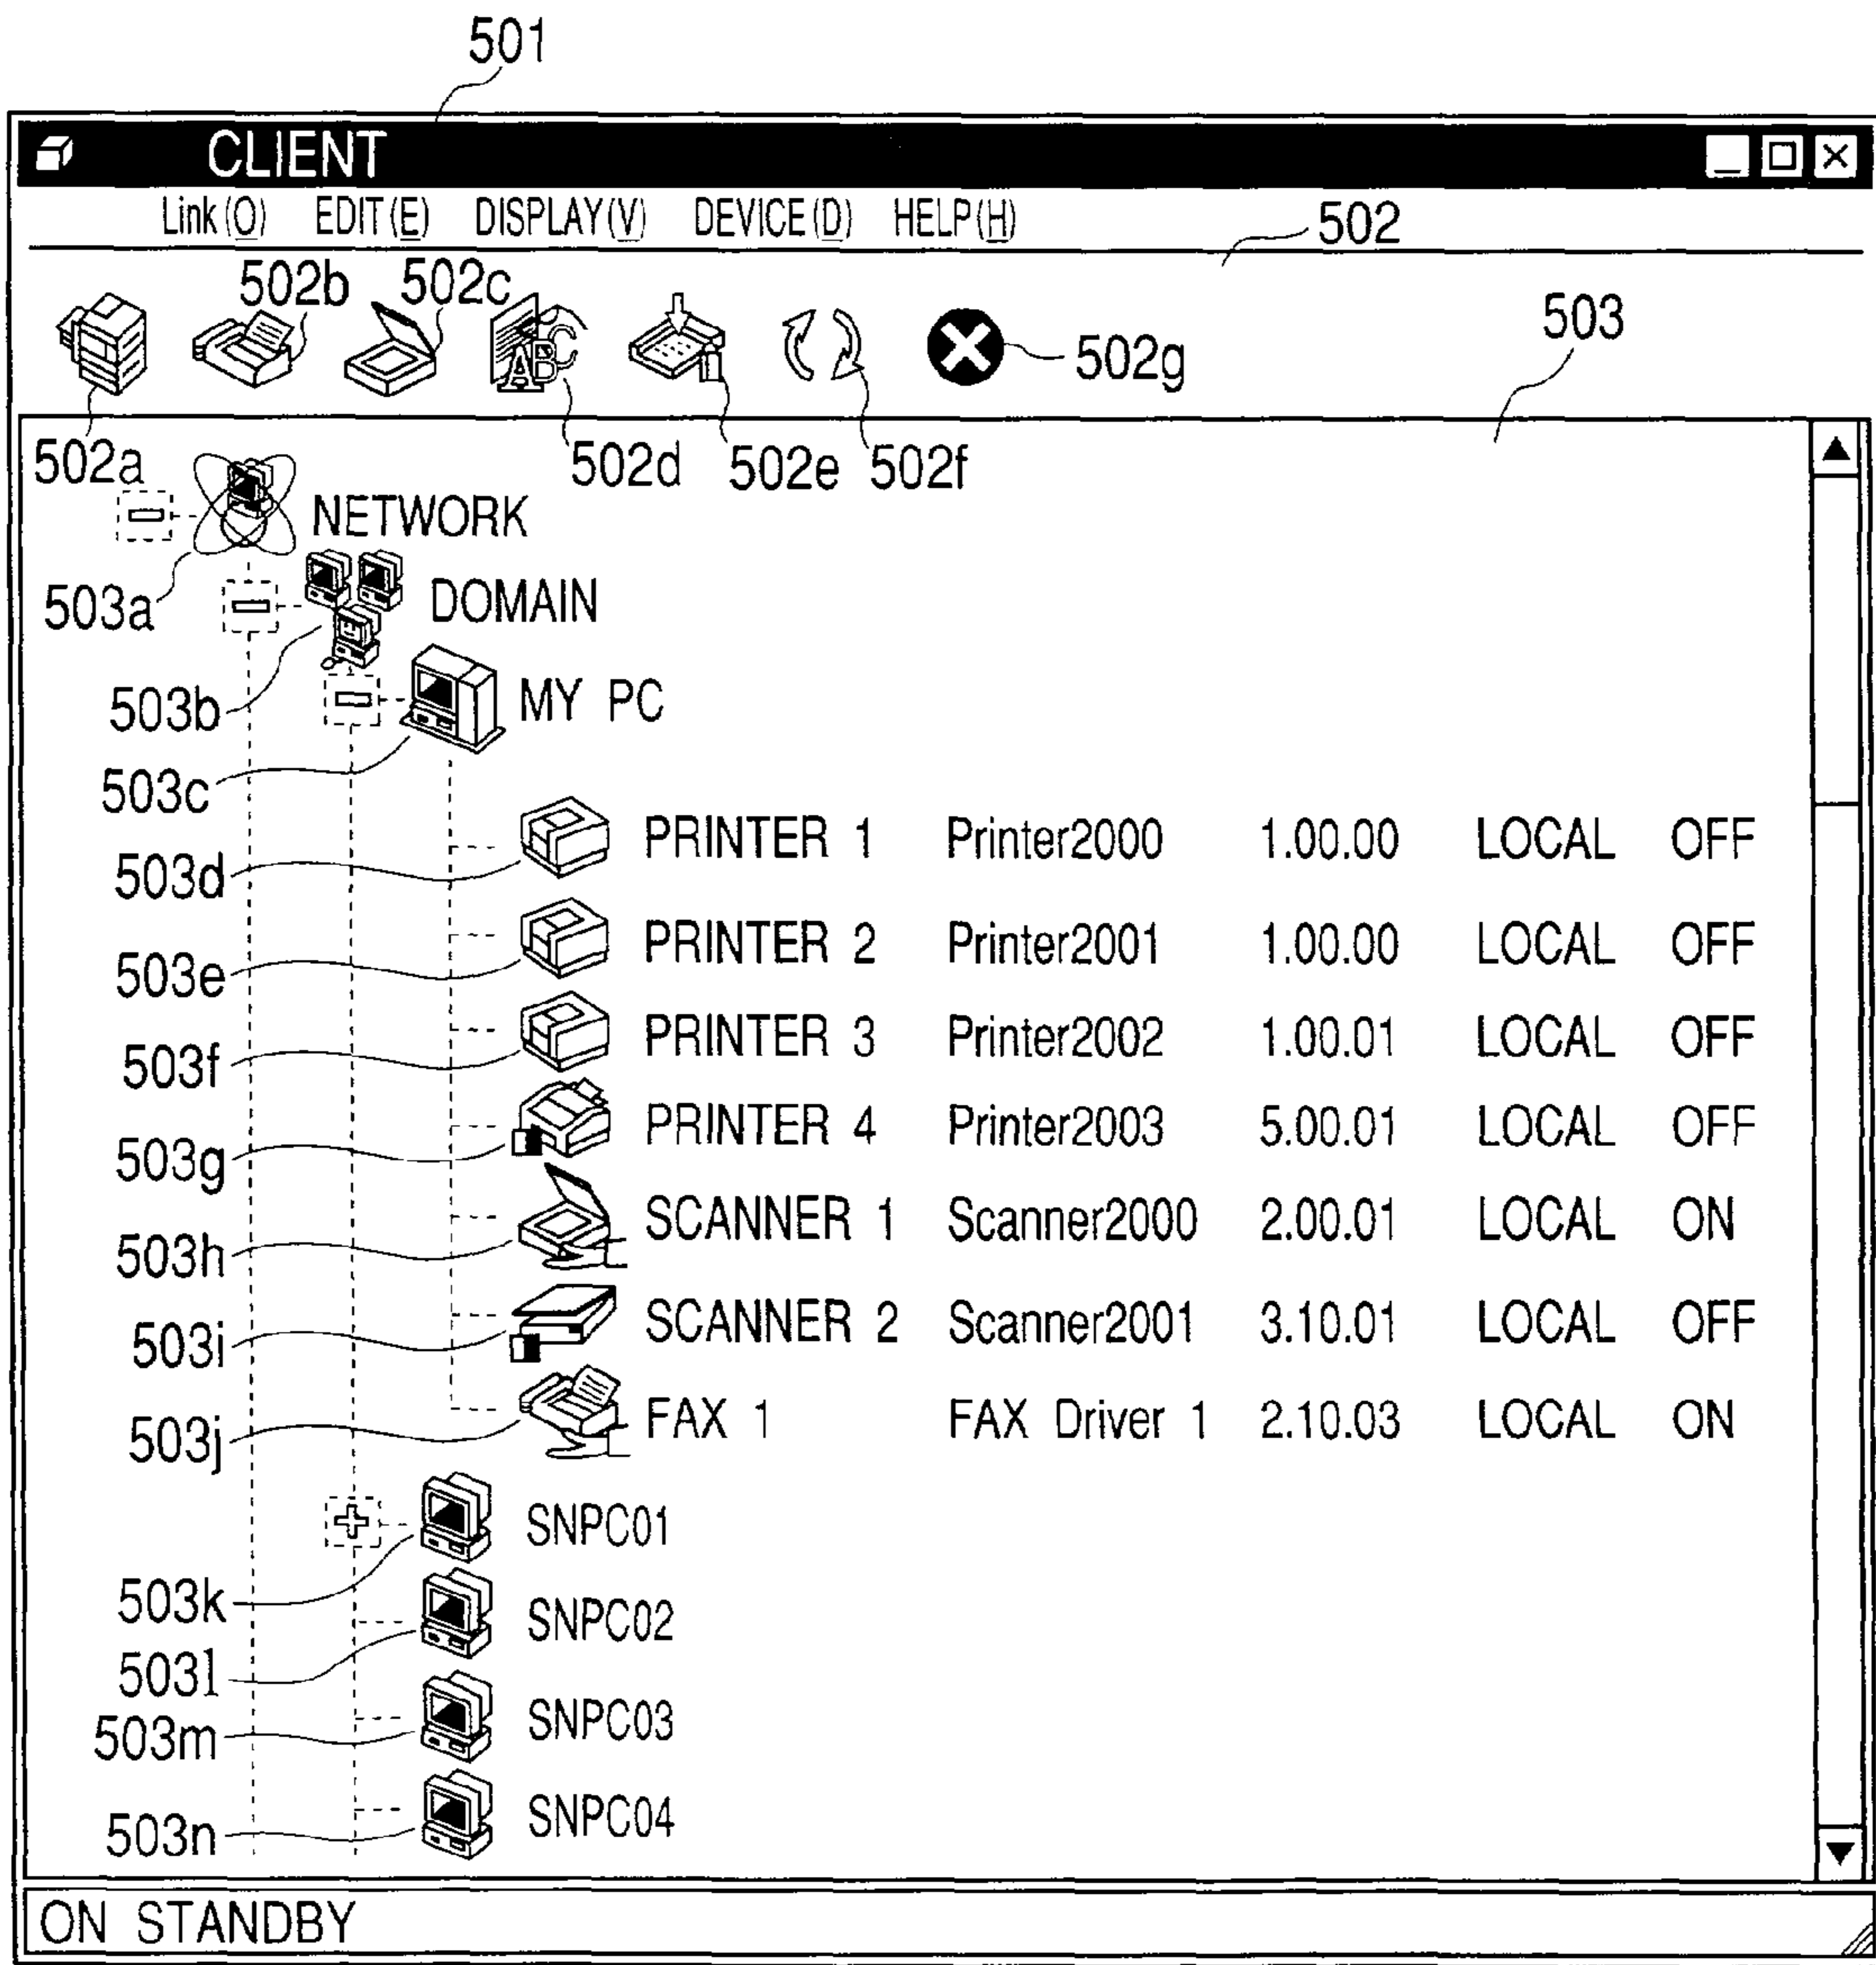 501
CLIENT
Link(O) EDIT(E) DISPLAY(V) DEVICE(D) HELP(H)
502
502b 502c
503
502g
502a 502d 502e 502f
NETWORK
503a DOMAIN
503b MY PC
503c
503d PRINTER 1 Printer2000 1.00.00 LOCAL OFF
503e PRINTER 2 Printer2001 1.00.00 LOCAL OFF
503f PRINTER 3 Printer2002 1.00.01 LOCAL OFF
503g PRINTER 4 Printer2003 5.00.01 LOCAL OFF
503h SCANNER 1 Scanner2000 2.00.01 LOCAL ON
503i SCANNER 2 Scanner2001 3.10.01 LOCAL OFF
503j FAX 1 FAX Driver 1 2.10.03 LOCAL ON
SNPC01
503k
SNPC02
503l
503m SNPC03
503n SNPC04
ON STANDBY